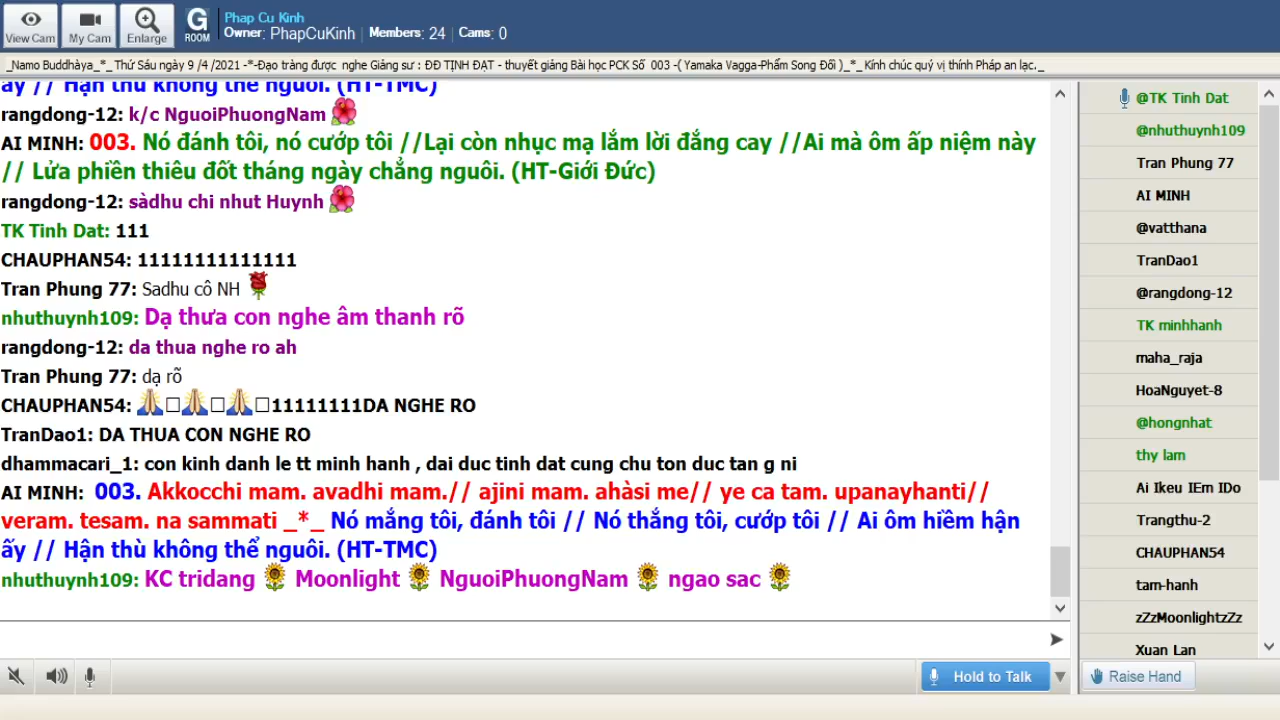 View Cam
My Cam
Enlarge
G
ROOM
Phap Cu Kinh
Owner: PhapCuKinh | Members: 24 | Cams: 0
_Namo Buddhàya_*_ Thứ Sáu ngày 9 /4 /2021 -*-Đạo tràng được nghe Giảng sư : ĐĐ TỊNH ĐẠT - thuyết giảng Bài học PCK Số 003 -( Yamaka Vagga-Phẩm Song Đối )_*_ Kính chúc quý vị thính Pháp an lạc._
ấy // Hận thù không thể nguôi. (HT-TMC)
rangdong-12: k/c NguoiPhuongNam
AI MINH: 003. Nó đánh tôi, nó cướp tôi //Lại còn nhục mạ lắm lời đắng cay //Ai mà ôm ấp niệm này
// Lửa phiền thiêu đốt tháng ngày chẳng nguôi. (HT-Giới Đức)
rangdong-12: sàdhu chi nhut Huynh
TK Tinh Dat: 111
CHAUPHAN54: 11111111111111
Tran Phung 77: Sadhu cô NH
nhuthuynh109: Dạ thưa con nghe âm thanh rõ
rangdong-12: da thua nghe ro ah
Tran Phung 77: dạ rõ
CHAUPHAN54: 🙏□🙏□🙏□11111111DA NGHE RO
TranDao1: DA THUA CON NGHE RO
dhammacari_1: con kinh danh le tt minh hanh , dai duc tinh dat cung chu ton duc tan g ni
AI MINH: 003. Akkocchi mam. avadhi mam.// ajini mam. ahàsi me// ye ca tam. upanayhanti//
veram. tesam. na sammati _*_ Nó mắng tôi, đánh tôi // Nó thắng tôi, cướp tôi // Ai ôm hiềm hận
ấy // Hận thù không thể nguôi. (HT-TMC)
nhuthuynh109: KC tridang 🌻 Moonlight 🌻 NguoiPhuongNam 🌻 ngao sac 🌻
Hold to Talk
@TK Tinh Dat
@nhuthuynh109
Tran Phung 77
AI MINH
@vatthana
TranDao1
@rangdong-12
TK minhhanh
maha_raja
HoaNguyet-8
@hongnhat
thy lam
Ai Ikeu IEm IDo
Trangthu-2
CHAUPHAN54
tam-hanh
zZzMoonlightzZz
Xuan Lan
Raise Hand